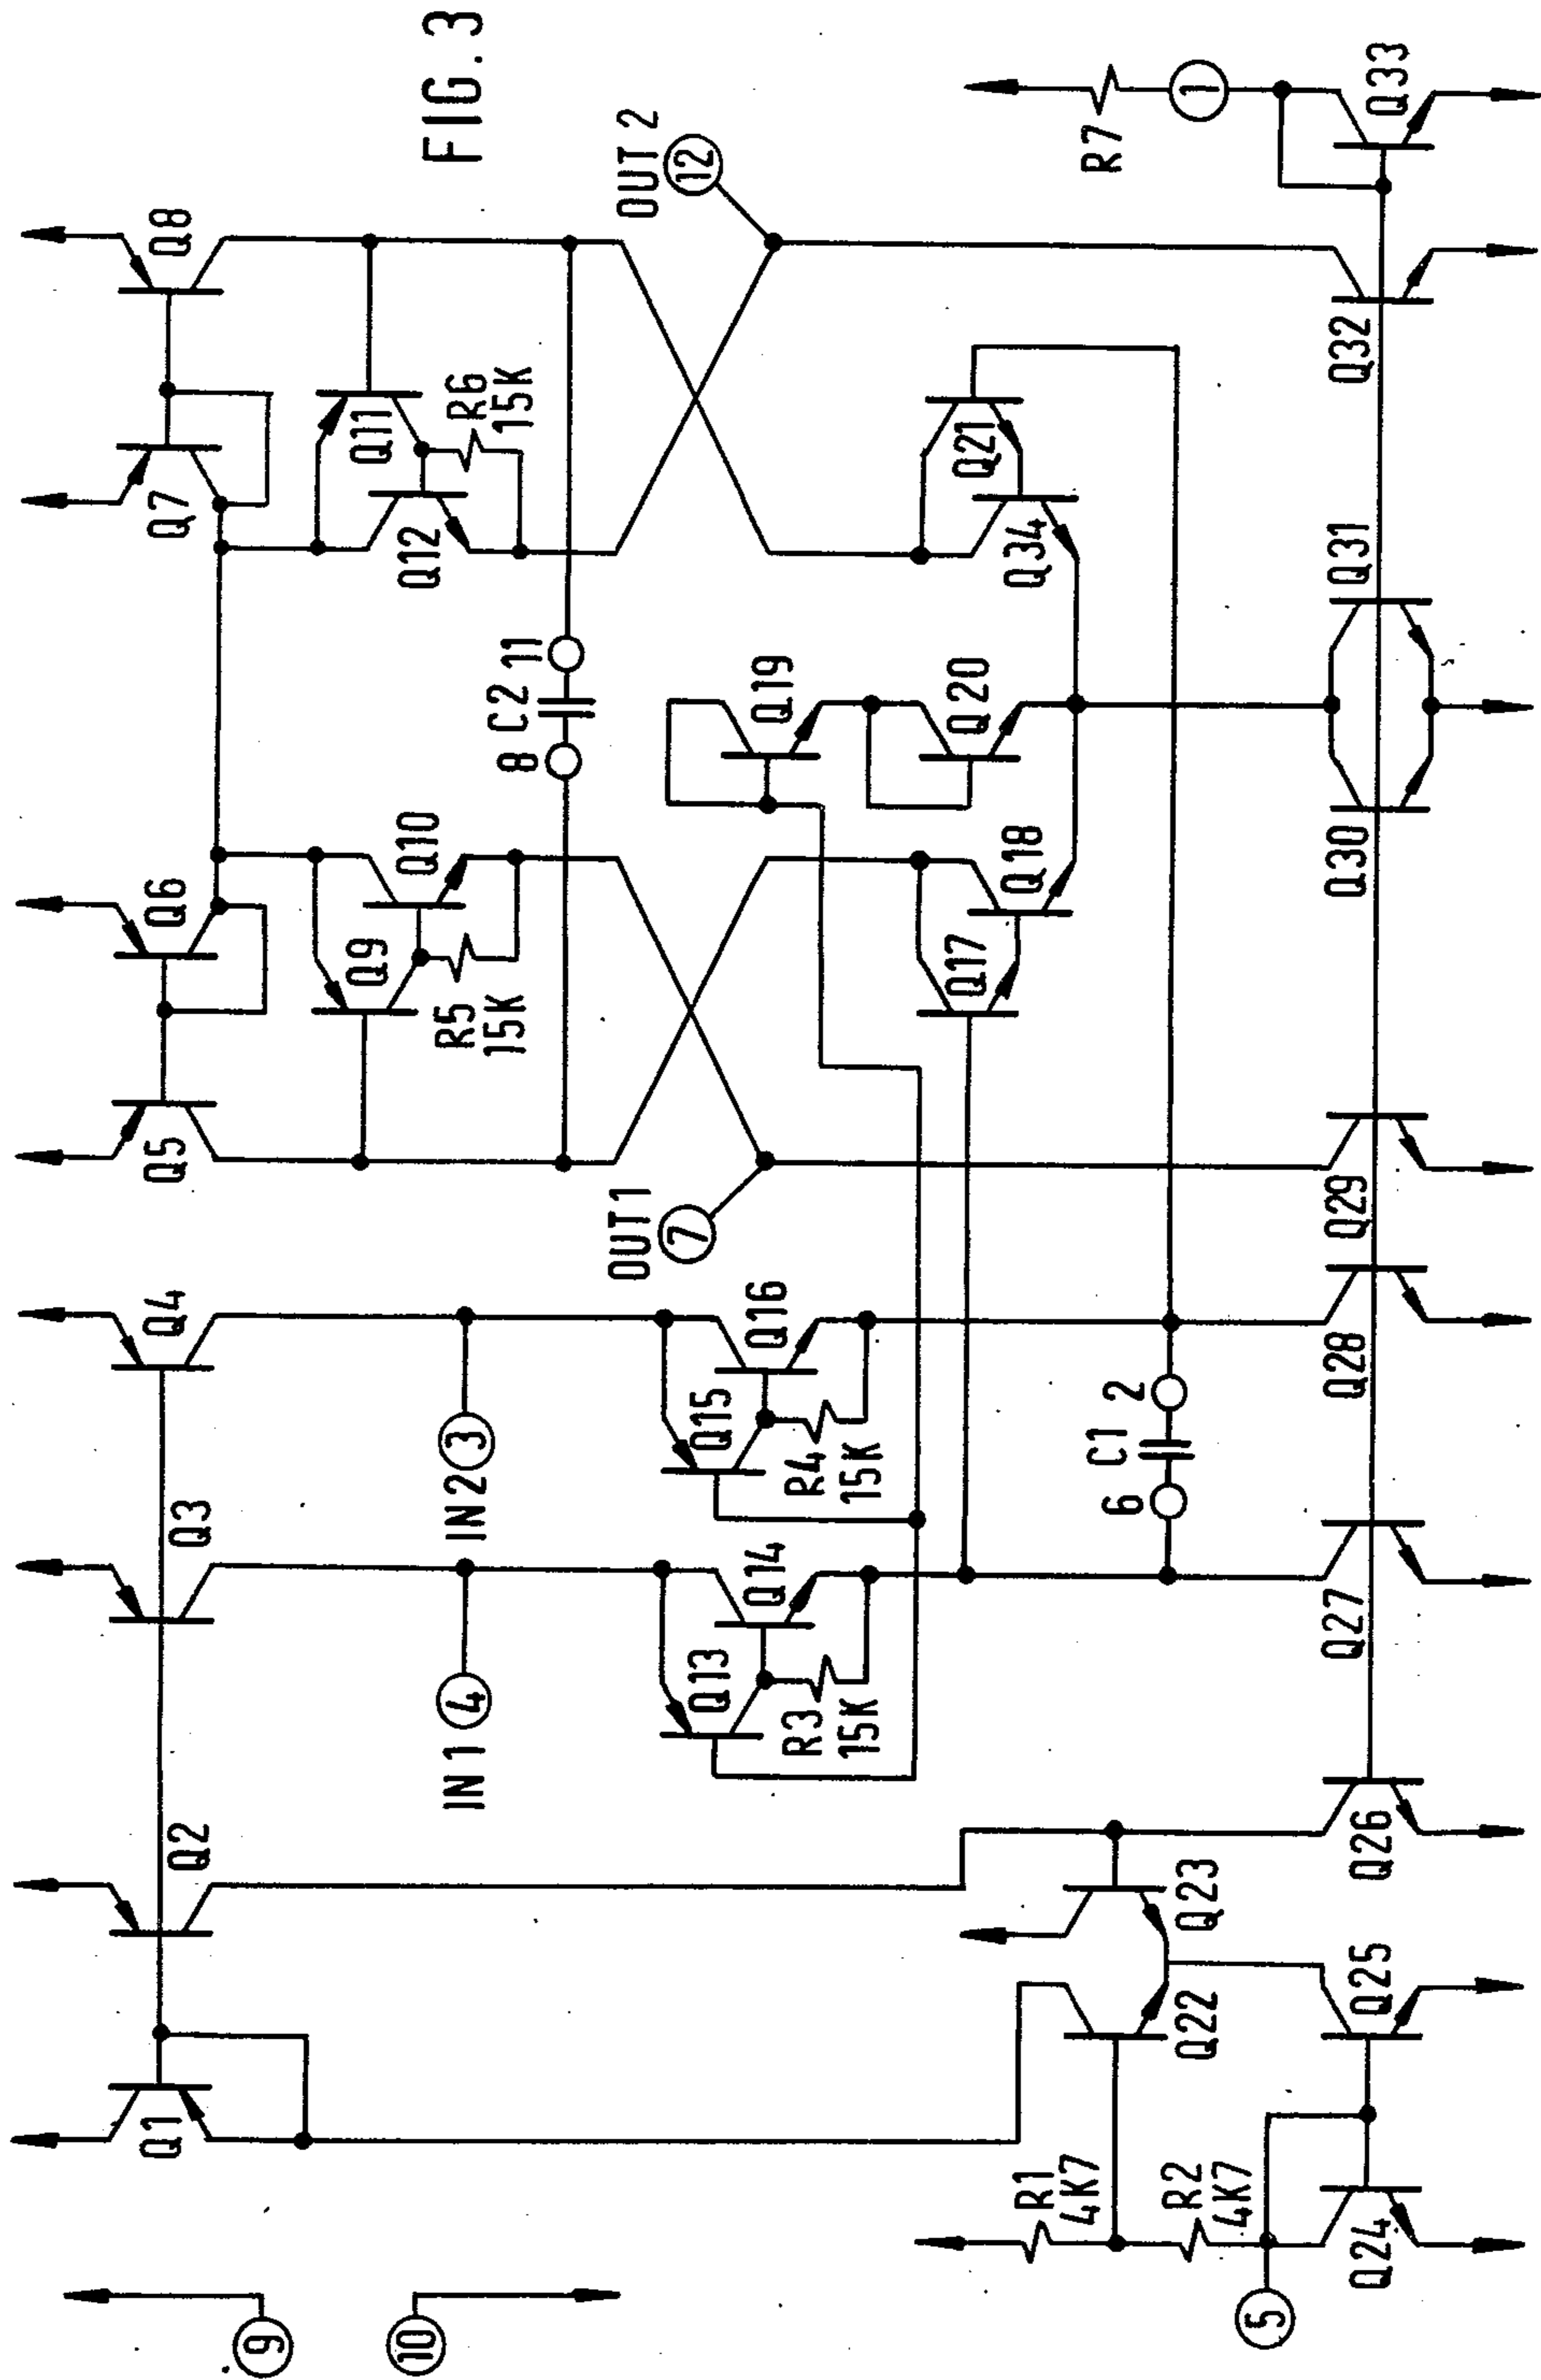 FIG. 3
Q1
Q2
Q3
Q4
Q5
Q6
Q7
Q8
9
10
IN 1
4
IN2
3
Q9
Q10
R5
15K
Q11
Q12
R6
15K
8
C2
11
OUT1
7
OUT 2
12
Q13
Q14
R3
15K
Q15
Q16
R4
15K
Q19
Q20
Q17
Q18
Q21
Q34
R1
4K7
R2
4K7
Q22
Q23
6
C1
2
R7
1
5
Q24
Q25
Q26
Q27
Q28
Q29
Q30
Q31
Q32
Q33